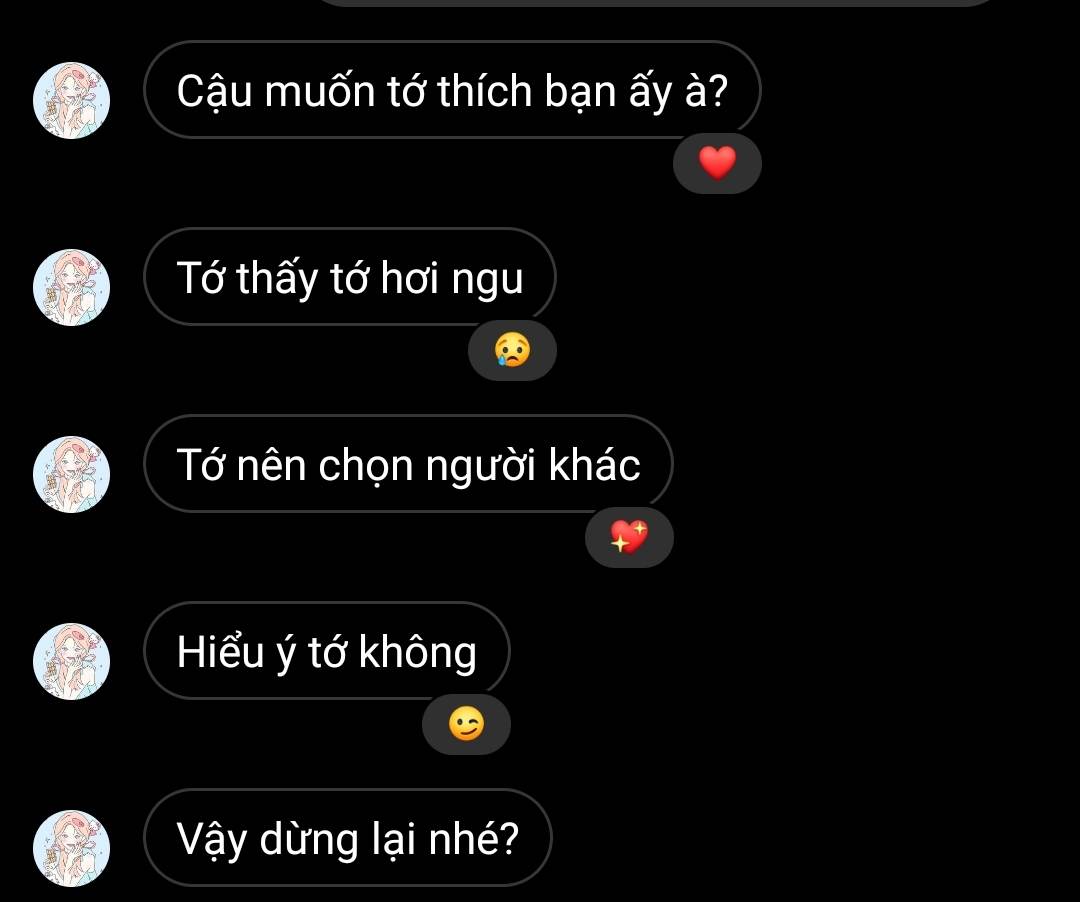 Cậu muốn tớ thích bạn ấy à?
Tớ thấy tớ hơi ngu
Tớ nên chọn người khác
Hiểu ý tớ không
Vậy dừng lại nhé?